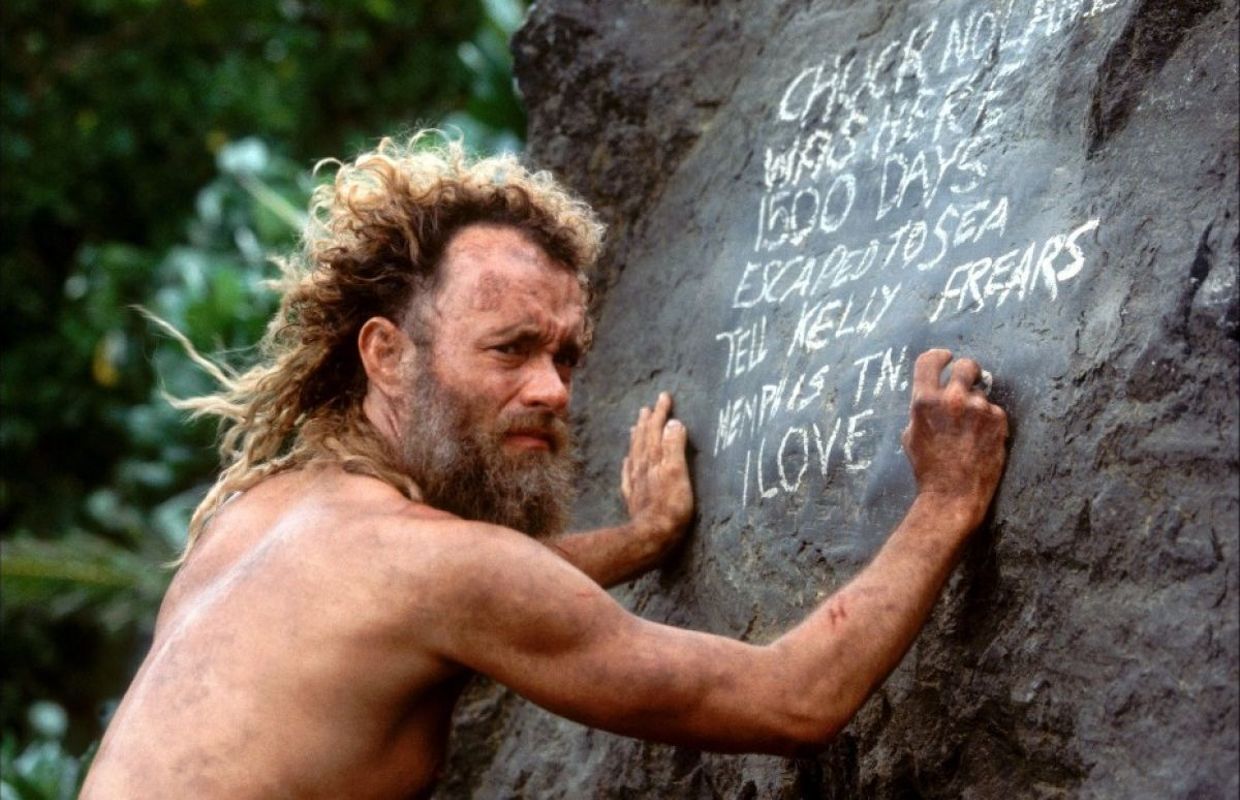 CHUCK NOLAND
WAS HERE
1500 DAYS
ESCAPED TO SEA
TELL KELLY FREARS
MEMPHIS TN.
I LOVE